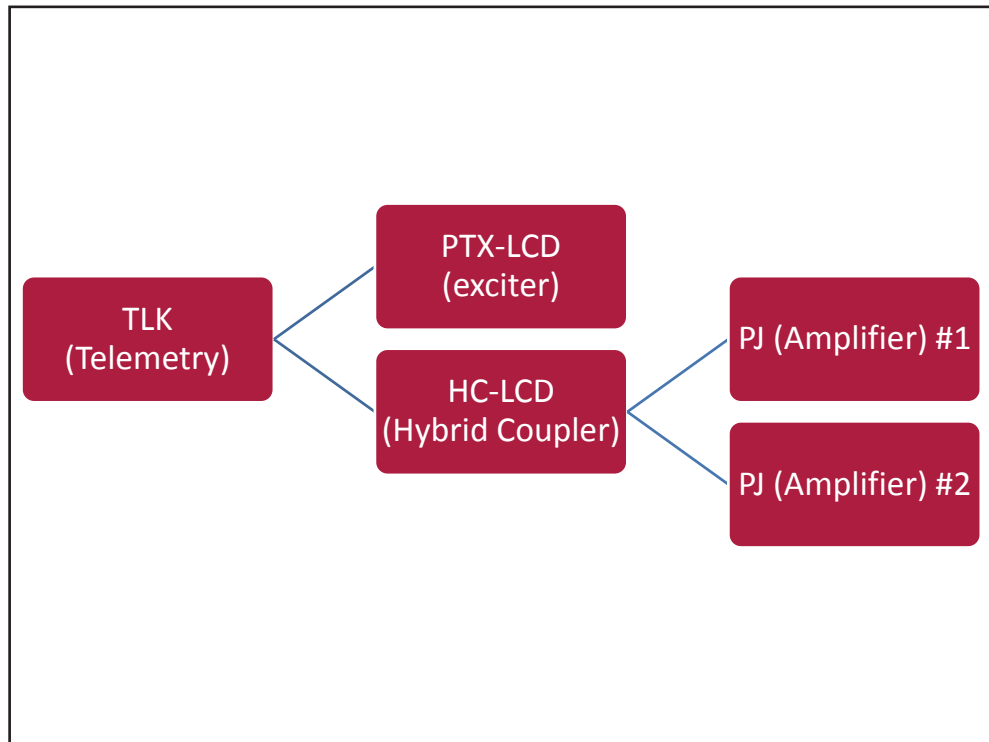 TLK
(Telemetry)
PTX-LCD
(exciter)
HC-LCD
(Hybrid Coupler)
PJ (Amplifier) #1
PJ (Amplifier) #2